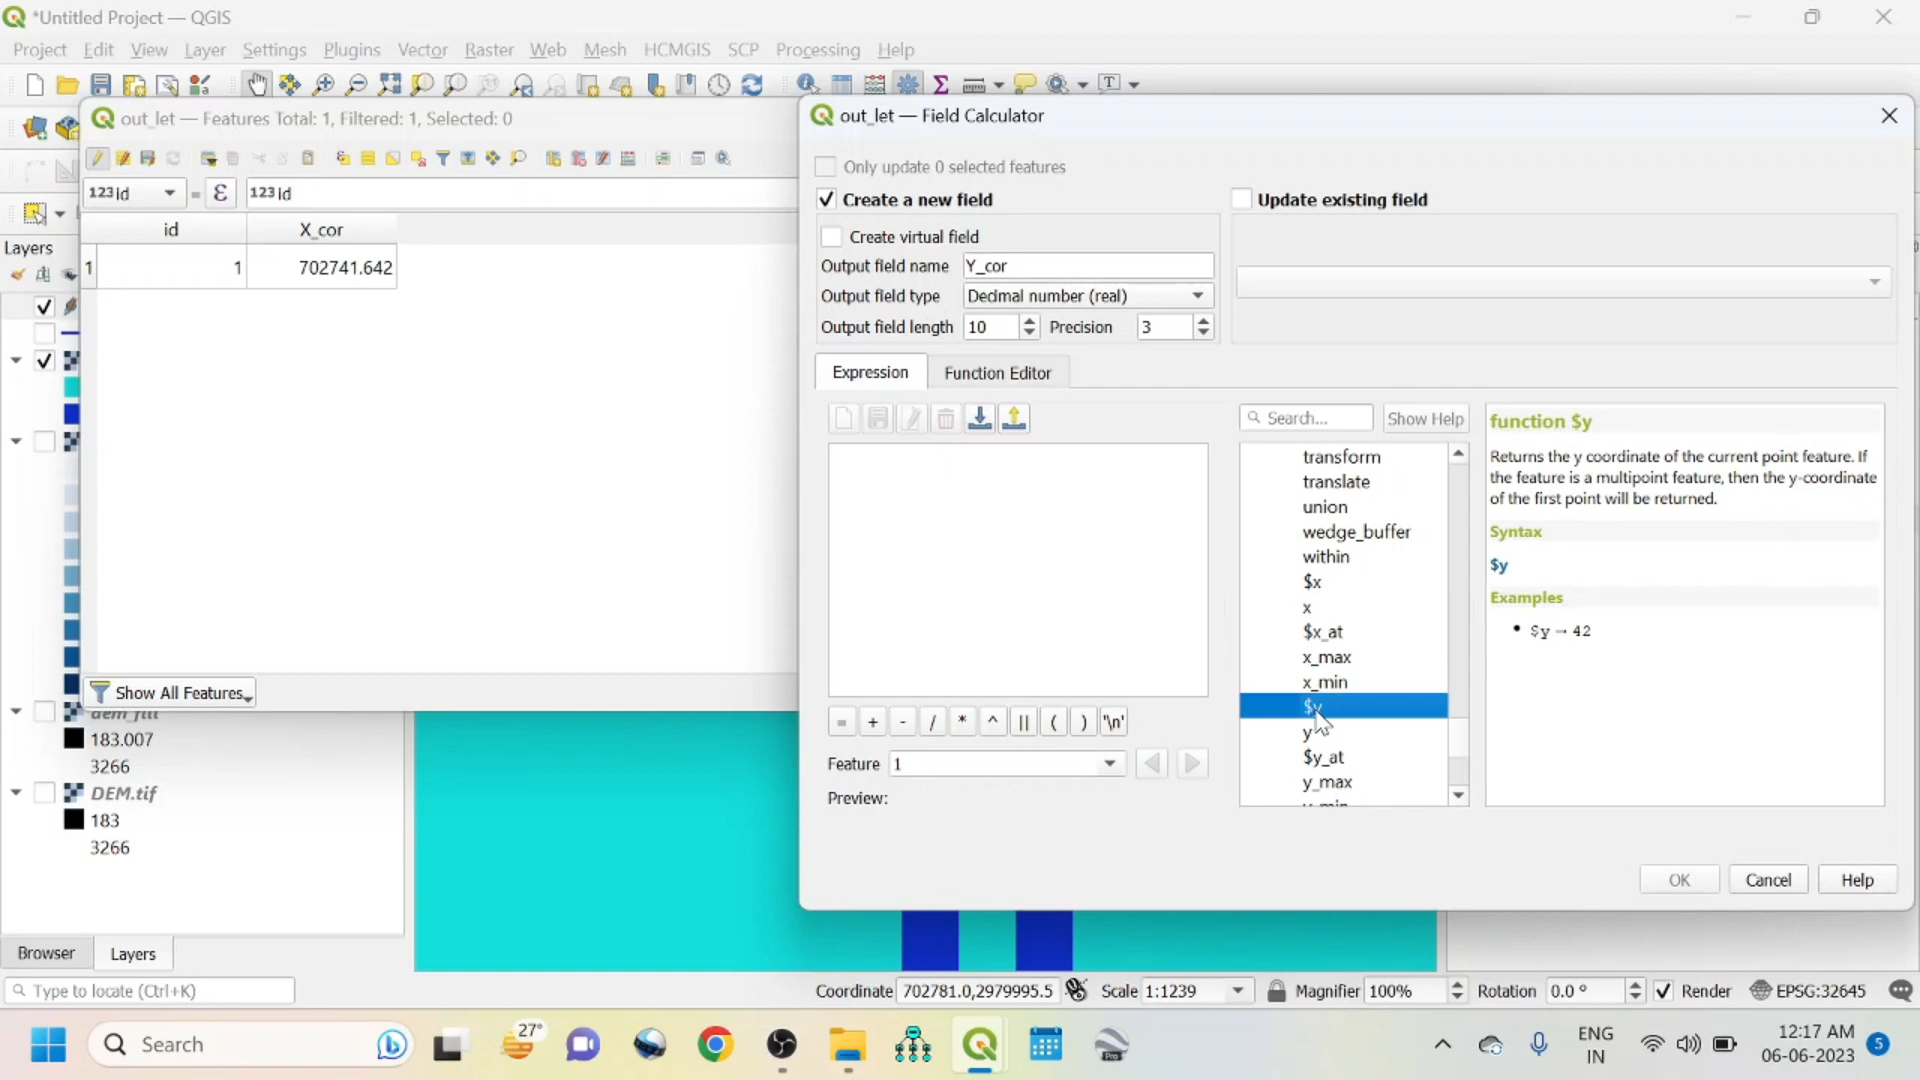 *Untitled Project — QGIS
Project Edit View Layer Settings Plugins Vector Raster Web Mesh HCMGIS SCP Processing Help
out_let — Features Total: 1, Filtered: 1, Selected: 0
123 id = ε 123 id
id X_cor
1 1 702741.642
Show All Features
Layers
dem_fill
183.007
3266
DEM.tif
183
3266
Browser Layers
out_let — Field Calculator
Only update 0 selected features
Create a new field Update existing field
Create virtual field
Output field name Y_cor
Output field type Decimal number (real)
Output field length 10 Precision 3
Expression Function Editor
Search... Show Help
transform
translate
union
wedge_buffer
within
$x
x
$x_at
x_max
x_min
$y
y
$y_at
y_max
y_min
function $y
Returns the y coordinate of the current point feature. If
the feature is a multipoint feature, then the y-coordinate
of the first point will be returned.
Syntax
$y
Examples
• $y → 42
= + - / * ^ || ( ) '\n'
Feature 1
Preview:
OK Cancel Help
Type to locate (Ctrl+K) Coordinate 702781.0,2979995.5 Scale 1:1239 Magnifier 100% Rotation 0.0 ° Render EPSG:32645
Search 27° Pro ENG IN 12:17 AM 06-06-2023 5